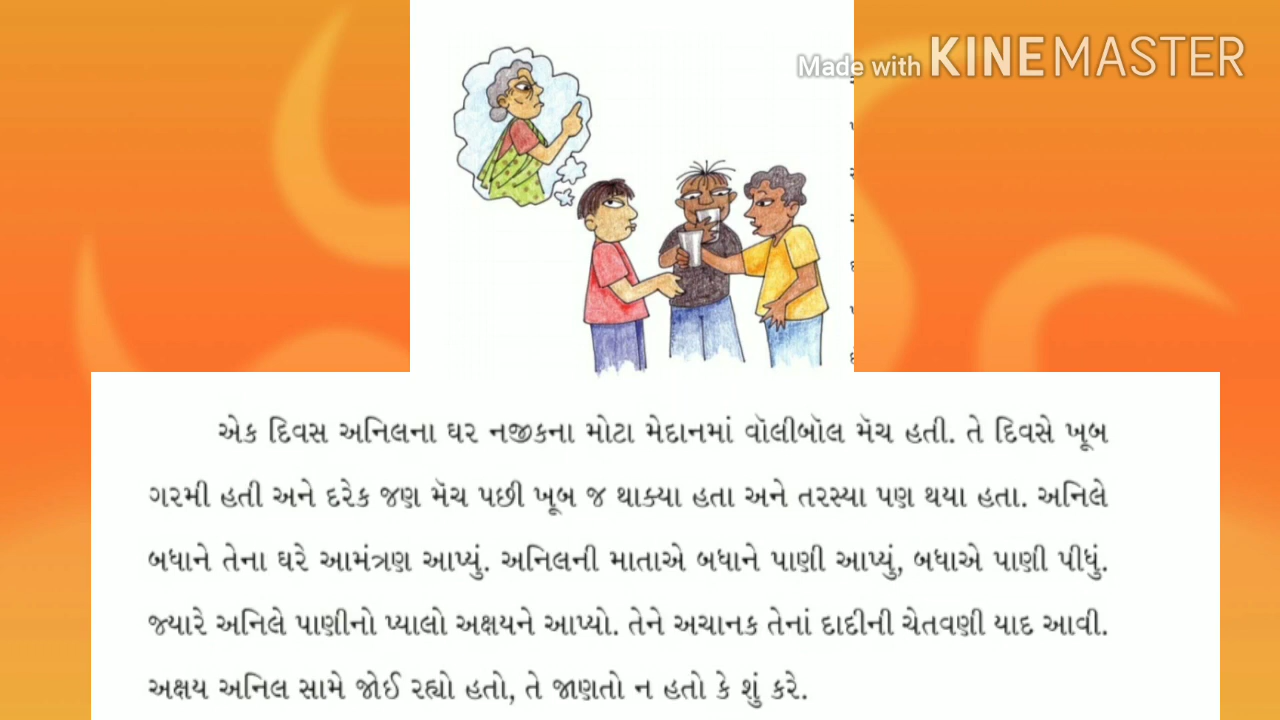 Made with KINEMASTER
એક દિવસ અનિલના ઘર નજીકના મોટા મેદાનમાં વૉલીબૉલ મૅચ હતી. તે દિવસે ખૂબ
ગરમી હતી અને દરેક જણ મૅચ પછી ખૂબ જ થાક્યા હતા અને તરસ્યા પણ થયા હતા. અનિલે
બધાને તેના ઘરે આમંત્રણ આપ્યું. અનિલની માતાએ બધાને પાણી આપ્યું, બધાએ પાણી પીધું.
જ્યારે અનિલે પાણીનો પ્યાલો અક્ષયને આપ્યો. તેને અચાનક તેનાં દાદીની ચેતવણી યાદ આવી.
અક્ષય અનિલ સામે જોઈ રહ્યો હતો, તે જાણતો ન હતો કે શું કરે.